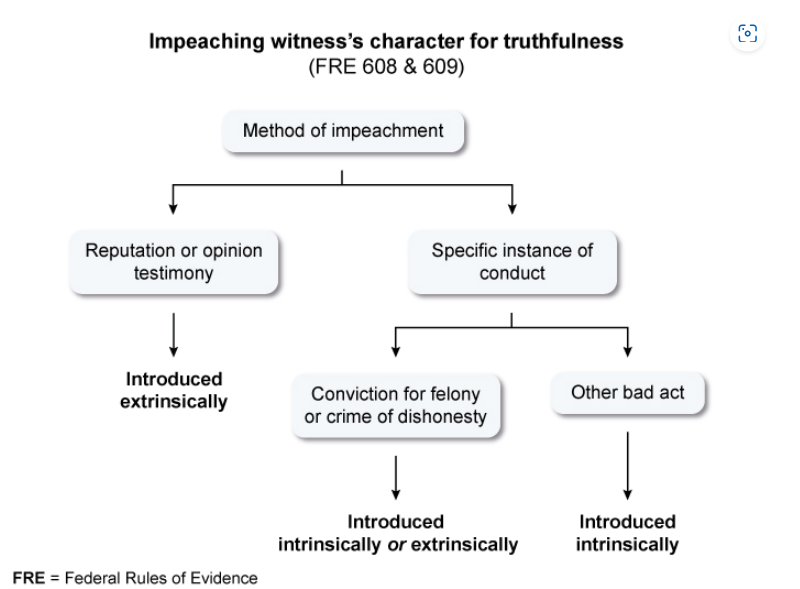 Impeaching witness's character for truthfulness
(FRE 608 & 609)
Method of impeachment
Reputation or opinion
testimony
Specific instance of
conduct
Introduced
extrinsically
Conviction for felony
or crime of dishonesty
Other bad act
Introduced
intrinsically or extrinsically
Introduced
intrinsically
FRE = Federal Rules of Evidence